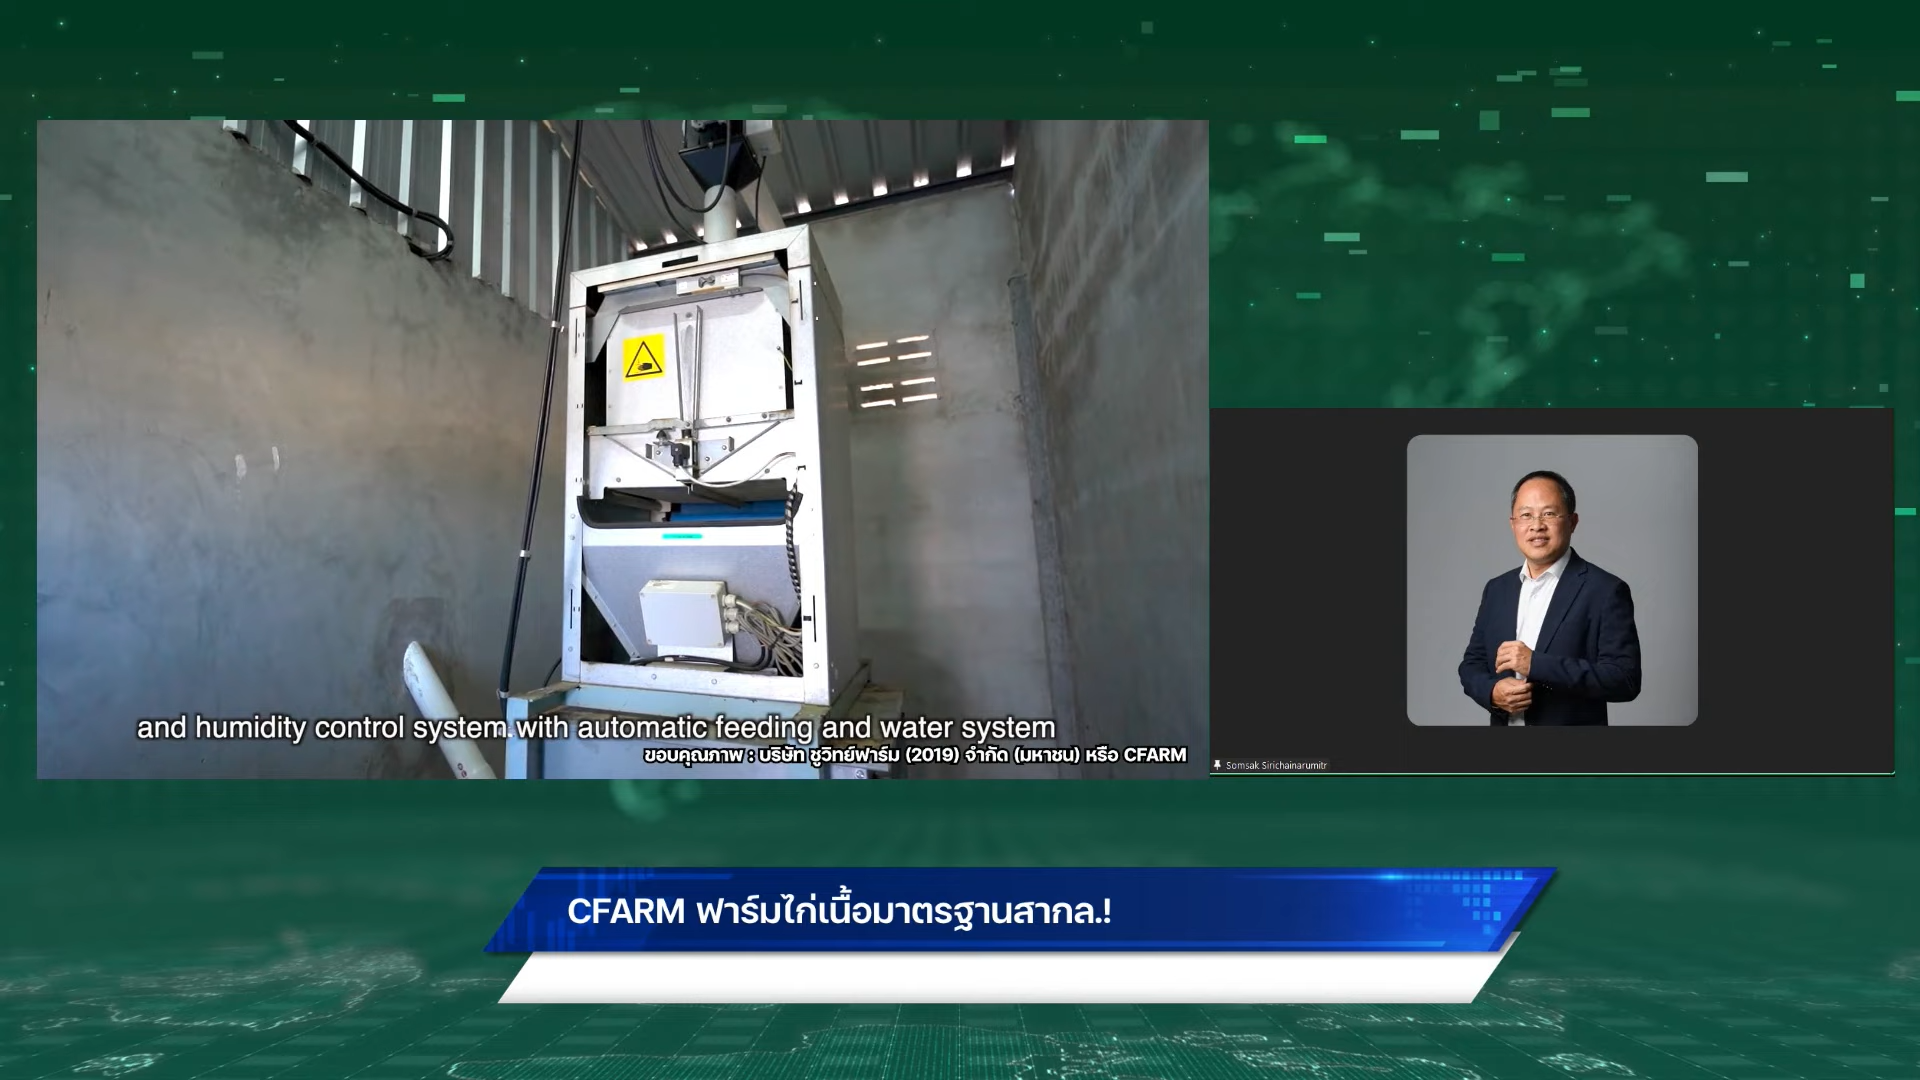 and humidity control system with automatic feeding and water system
ขอบคุณภาพ : บริษัท ชูวิทย์ฟาร์ม (2019) จำกัด (มหาชน) หรือ CFARM
Somsak Sirichainarumitr
CFARM ฟาร์มไก่เนื้อมาตรฐานสากล.!